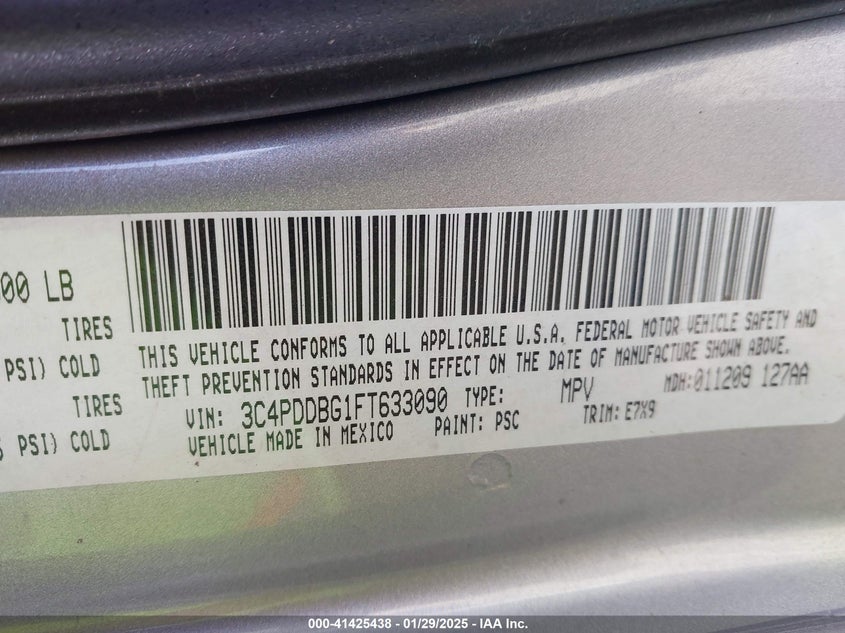 00 LB
TIRES
PSI) COLD
TIRES
PSI) COLD
THIS VEHICLE CONFORMS TO ALL APPLICABLE U.S.A. FEDERAL MOTOR VEHICLE SAFETY AND
THEFT PREVENTION STANDARDS IN EFFECT ON THE DATE OF MANUFACTURE SHOWN ABOVE.
VIN: 3C4PDDBG1FT633090 TYPE: MPV MDH:011209 127AA
VEHICLE MADE IN MEXICO PAINT: PSC TRIM: E7X9
000-41425438 - 01/29/2025 - © IAA, Inc.